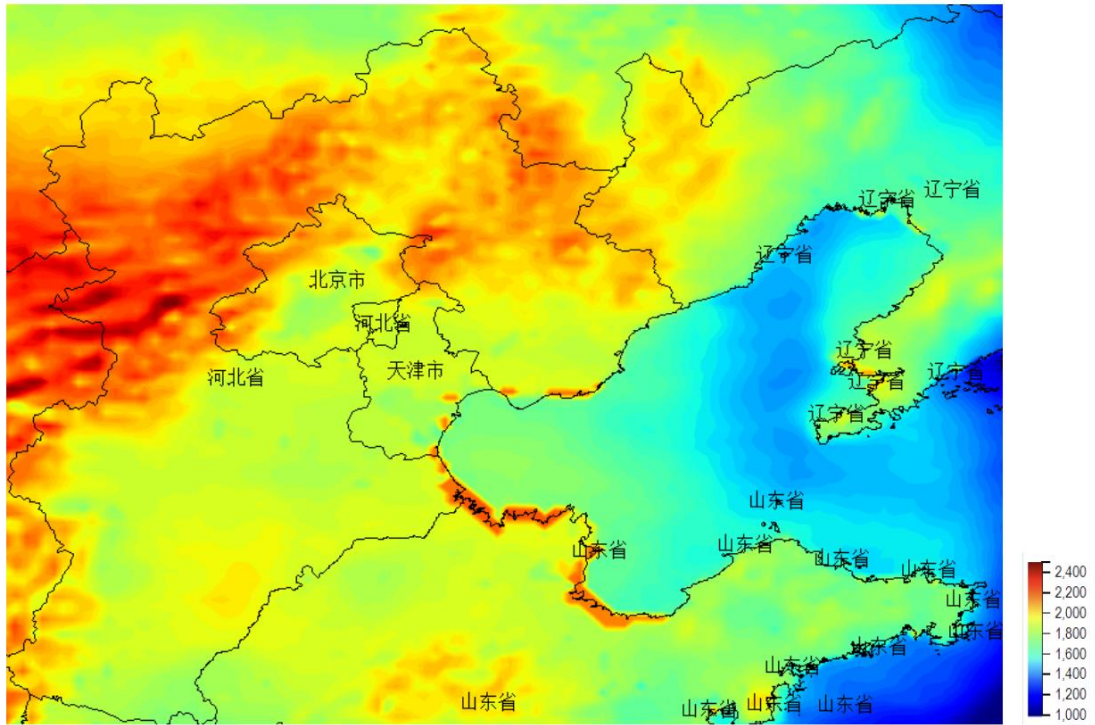 辽宁省
辽宁省
辽宁省
北京市
河北省
辽宁省
天津市
河北省
辽宁省
辽宁省
辽宁省
山东省
山东省
山东省
山东省
山东省
山东省
山东省
山东省
山东省
山东省
山东省
山东省
山东省
2,400
2,200
2,000
1,800
1,600
1,400
1,200
1,000